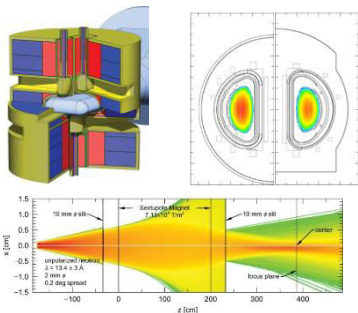 1.5
1.0
0.5
0.0
-0.5
-1.0
-1.5
x [cm]
10 mm ø slit
Sextupole Magnet
10 mm ø slit
center
focus plane
unpolarized neutron
λ = 13.4 ± 3 Å
2 mm ø
0.2 deg spread
-100
0
100
200
300
400
z [cm]